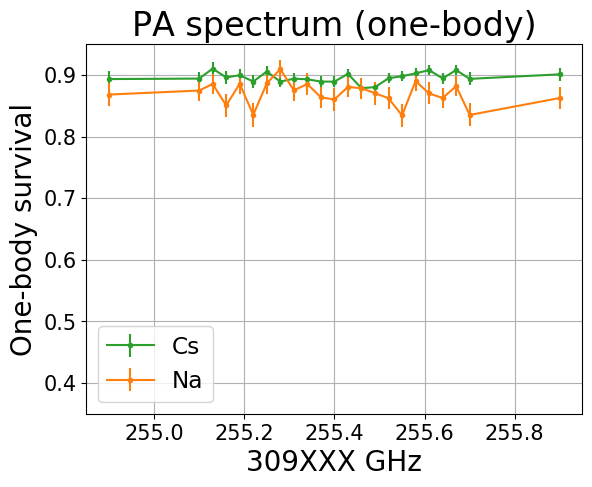 PA spectrum (one-body)
One-body survival
0.9
0.8
0.7
0.6
0.5
0.4
Cs
Na
255.0 255.2 255.4 255.6 255.8
309XXX GHz